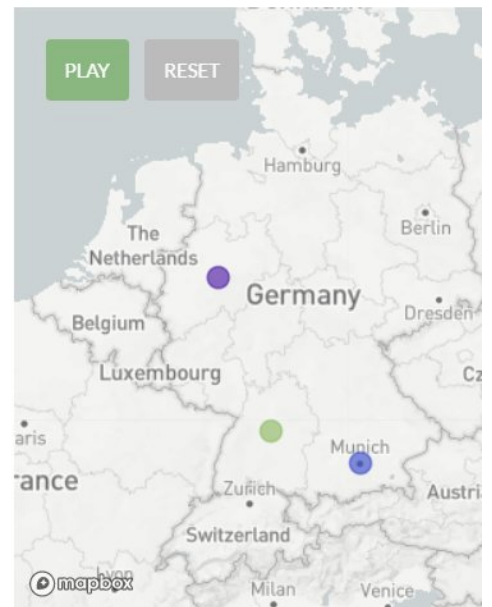 PLAY
RESET
Hamburg
Berlin
The
Netherlands
Germany
Dresden
Belgium
Luxembourg
Cz
aris
Munich
rance
Zurich
Austri
Switzerland
Lyon
mapbox
Milan
Venice